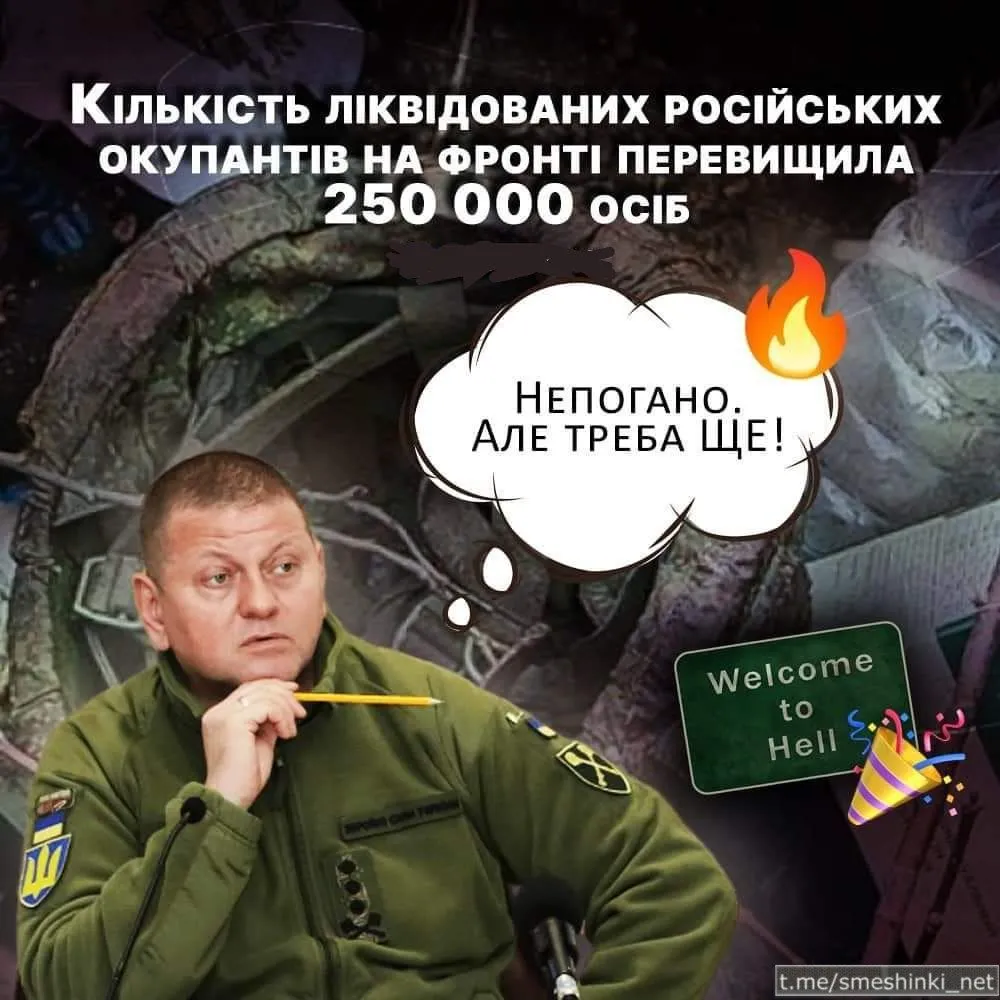 Кількість ліквідованих російських
окупантів на фронті перевищила
250 000 осіб
Непогано.
Але треба ЩЕ!
Welcome
to
Hell
t.me/smeshinki_net